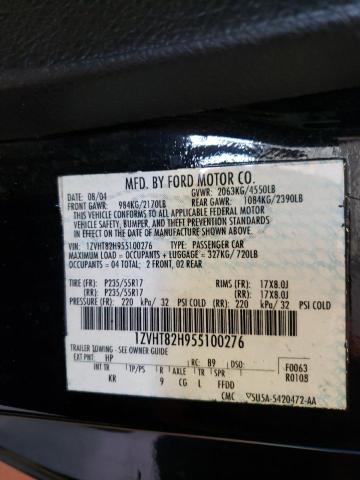 MFD. BY FORD MOTOR CO.
DATE: 08/04 GVWR: 2063KG/4550LB
FRONT GAWR: 984KG/2170LB REAR GAWR: 1084KG/2390LB
THIS VEHICLE CONFORMS TO ALL APPLICABLE FEDERAL MOTOR
VEHICLE SAFETY, BUMPER, AND THEFT PREVENTION STANDARDS
IN EFFECT ON THE DATE OF MANUFACTURE SHOWN ABOVE.
VIN: 1ZVHT82H955100276 TYPE: PASSENGER CAR
MAXIMUM LOAD = OCCUPANTS + LUGGAGE = 327KG/ 720LB
OCCUPANTS = 04 TOTAL: 2 FRONT, 02 REAR
TIRE (FR): P235/55R17 RIMS (FR): 17X8.0J
TIRE (RR): P235/55R17 RIMS (RR): 17X8.0J
PRESSURE (FR): 220 kPa/ 32 PSI COLD (RR): 220 kPa/ 32 PSI COLD
1ZVHT82H955100276
TRAILER TOWING - SEE OWNER GUIDE
EXT PNT: HP RC: 89 DSO: F0063
INT TR TP/PS R AXLE TR SPR R0108
KR 9 G L FFDD
CMC 5U5A-5420472-AA